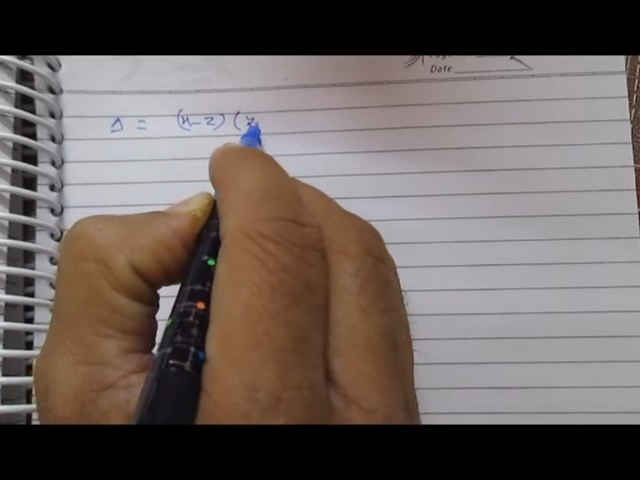 Date
Δ = (x-z) (